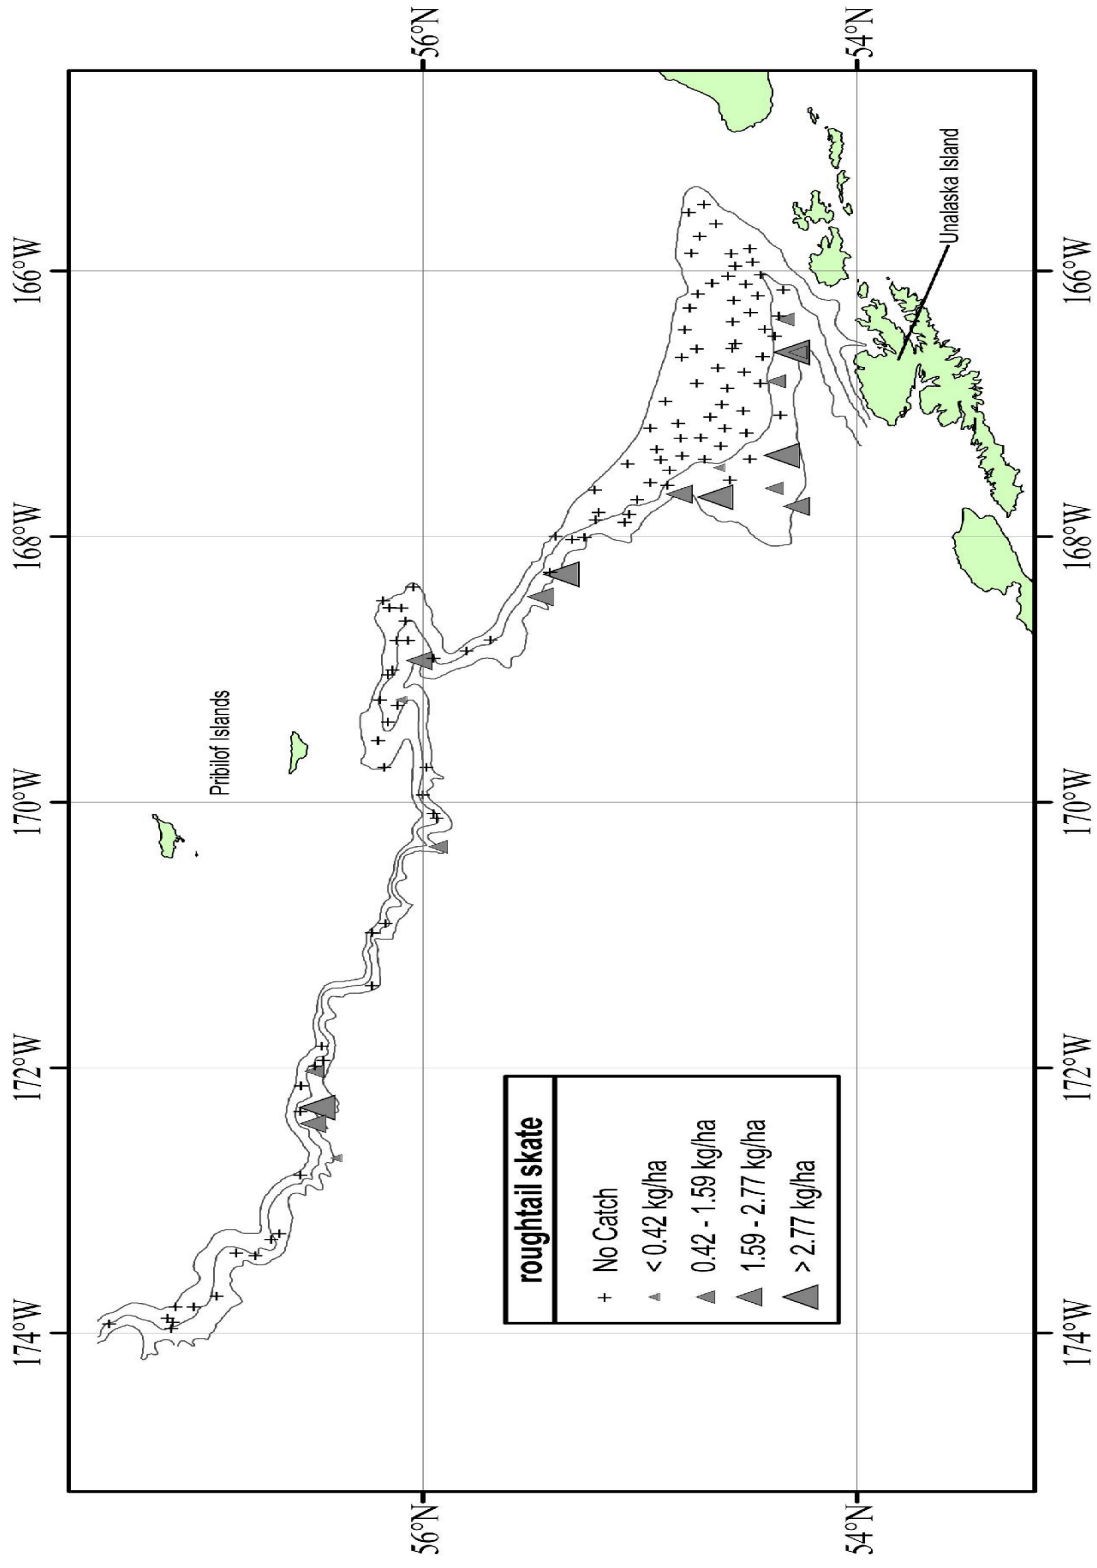 174°W
172°W
170°W
168°W
166°W
56°N
56°N
Pribilof Islands
roughtail skate
No Catch
< 0.42 kg/ha
0.42 - 1.59 kg/ha
1.59 - 2.77 kg/ha
> 2.77 kg/ha
54°N
54°N
Unalaska Island
174°W
172°W
170°W
168°W
166°W